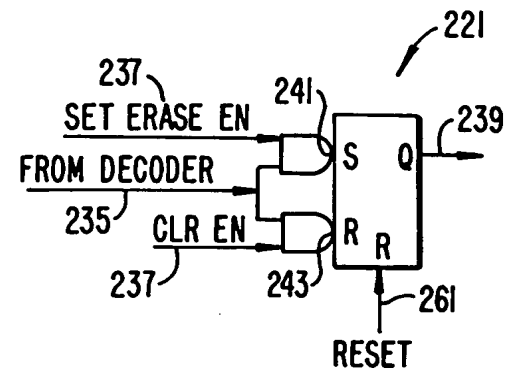 221
237
241
SET ERASE EN
239
S
Q
FROM DECODER
235
CLR EN
R
R
237
243
261
RESET